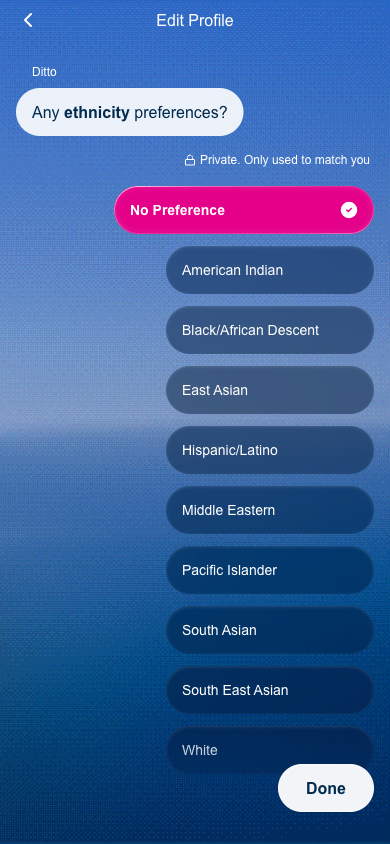 Edit Profile
Ditto
Any ethnicity preferences?
Private. Only used to match you
No Preference
American Indian
Black/African Descent
East Asian
Hispanic/Latino
Middle Eastern
Pacific Islander
South Asian
South East Asian
White
Done